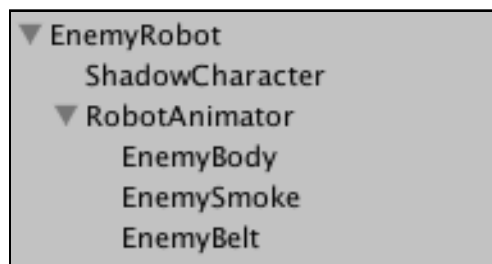 EnemyRobot
ShadowCharacter
RobotAnimator
EnemyBody
EnemySmoke
EnemyBelt